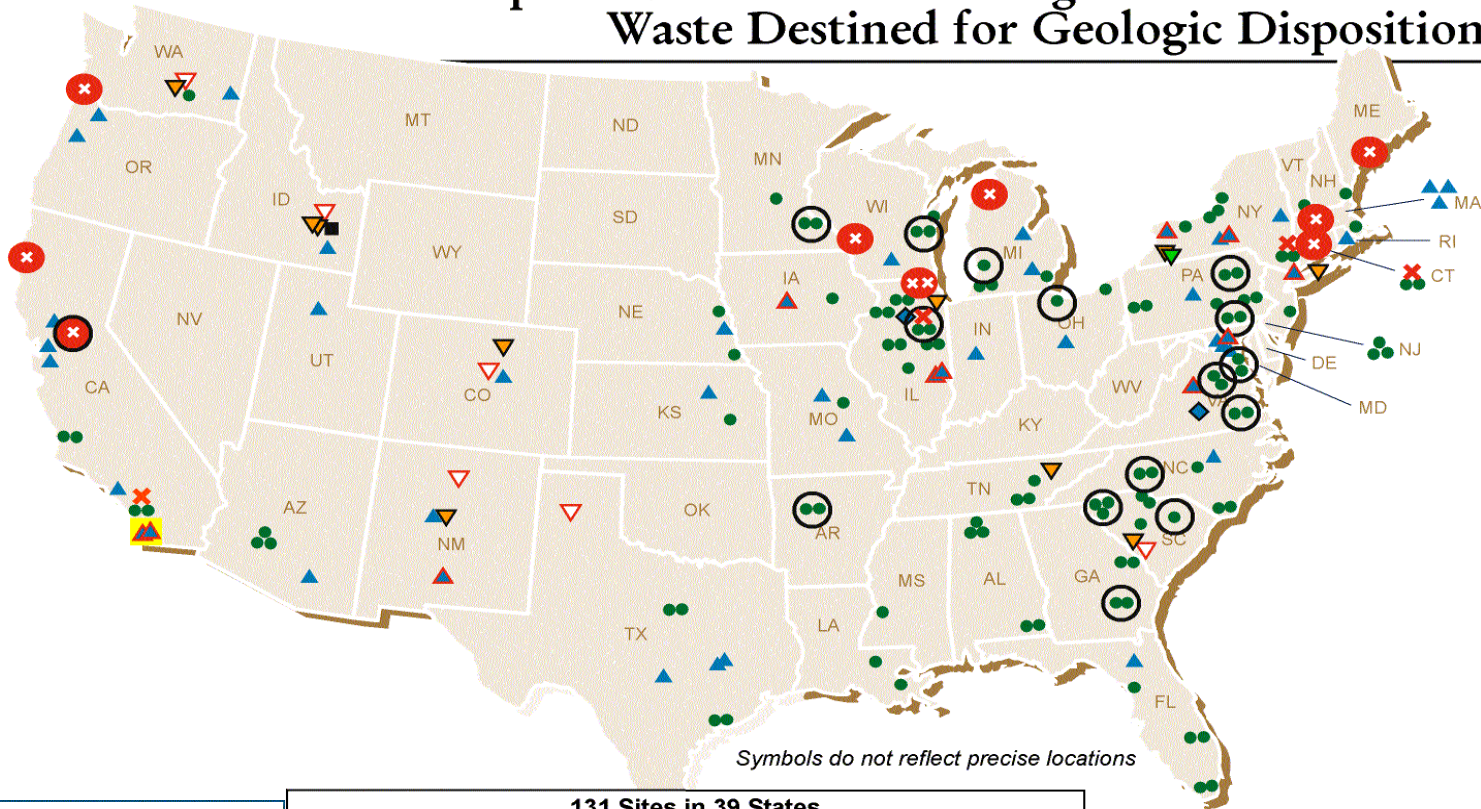 Waste Destined for Geologic Disposition
WA
MT
ND
MN
ME
OR
ID
SD
WI
VT
NH
NY
MA
WY
MI
RI
IA
PA
CT
NV
NE
IN
OH
UT
IL
NJ
CA
CO
DE
WV
KS
MO
VA
MD
KY
NC
TN
AZ
OK
AR
NM
SC
MS
AL
GA
TX
LA
FL
Symbols do not reflect precise locations
131 Sites in 39 States